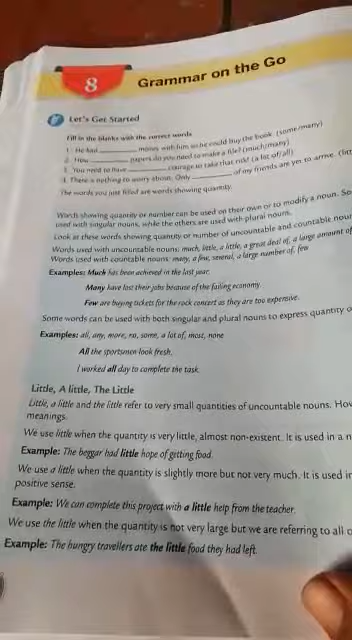 8
Grammar on the Go
Let's Get Started
Fill in the blanks with the correct words
1. He had ________ money with him so he could buy the book. (some/many)
2. How ________ papers do you need to make a file? (much/many)
3. You need to have ________ courage to take that risk! (a lot of/all)
4. There is nothing to worry about. Only ________ of my friends are yet to arrive.
The words you just filled are words showing quantity.
Words showing quantity or number can be used on their own or to modify a noun. So
used with singular nouns, while the others are used with plural nouns.
Look at these words showing quantity or number of uncountable and countable nou
Words used with uncountable nouns: much, little, a little, a great deal of, a large amount of
Words used with countable nouns: many, a few, several, a large number of, few
Examples: Much has been achieved in the last year.
Many have lost their jobs because of the failing economy.
Few are buying tickets for the rock concert as they are too expensive.
Some words can be used with both singular and plural nouns to express quantity o
Examples: all, any, more, no, some, a lot of, most, none
All the sportsmen look fresh.
I worked all day to complete the task.
Little, A little, The Little
Little, a little and the little refer to very small quantities of uncountable nouns. How
meanings.
We use little when the quantity is very little, almost non-existent. It is used in a n
Example: The beggar had little hope of getting food.
We use a little when the quantity is slightly more but not very much. It is used in
positive sense.
Example: We can complete this project with a little help from the teacher.
We use the little when the quantity is not very large but we are referring to all o
Example: The hungry travellers ate the little food they had left.